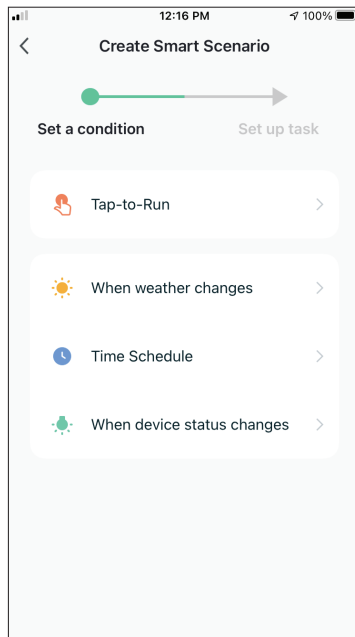 12:16 PM
100%
Create Smart Scenario
Set a condition
Set up task
Tap-to-Run
When weather changes
Time Schedule
When device status changes